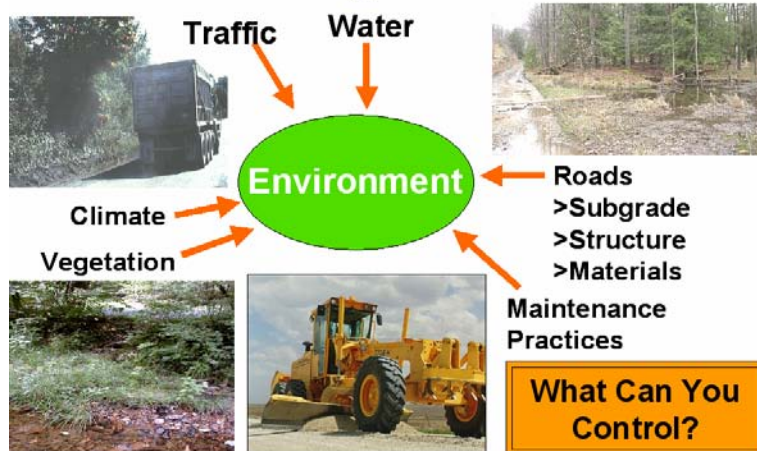 Traffic
Water
Environment
Climate
Vegetation
Roads
>Subgrade
>Structure
>Materials
Maintenance
Practices
What Can You
Control?